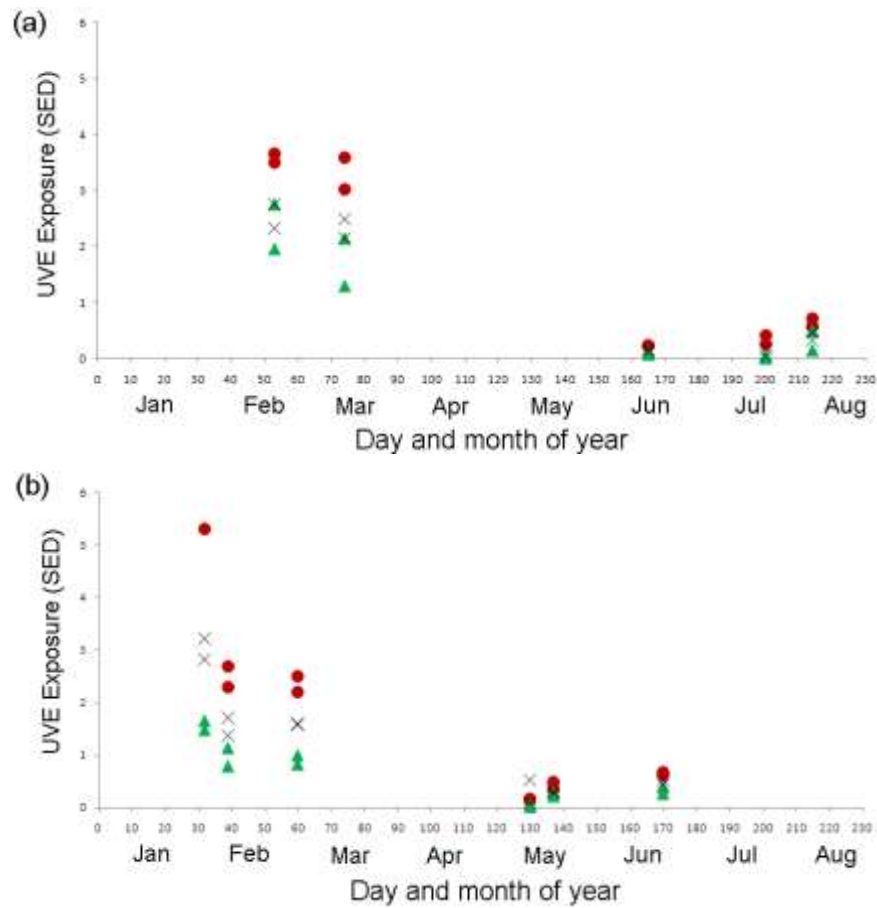 (a)
UVE Exposure (SED)
6
5
4
3
2
1
0
0 10 20 30 40 50 60 70 80 90 100 110 120 130 140 150 160 170 180 190 200 210 220 230
Jan Feb Mar Apr May Jun Jul Aug
Day and month of year
(b)
UVE Exposure (SED)
6
5
4
3
2
1
0
0 10 20 30 40 50 60 70 80 90 100 110 120 130 140 150 160 170 180 190 200 210 220 230
Jan Feb Mar Apr May Jun Jul Aug
Day and month of year